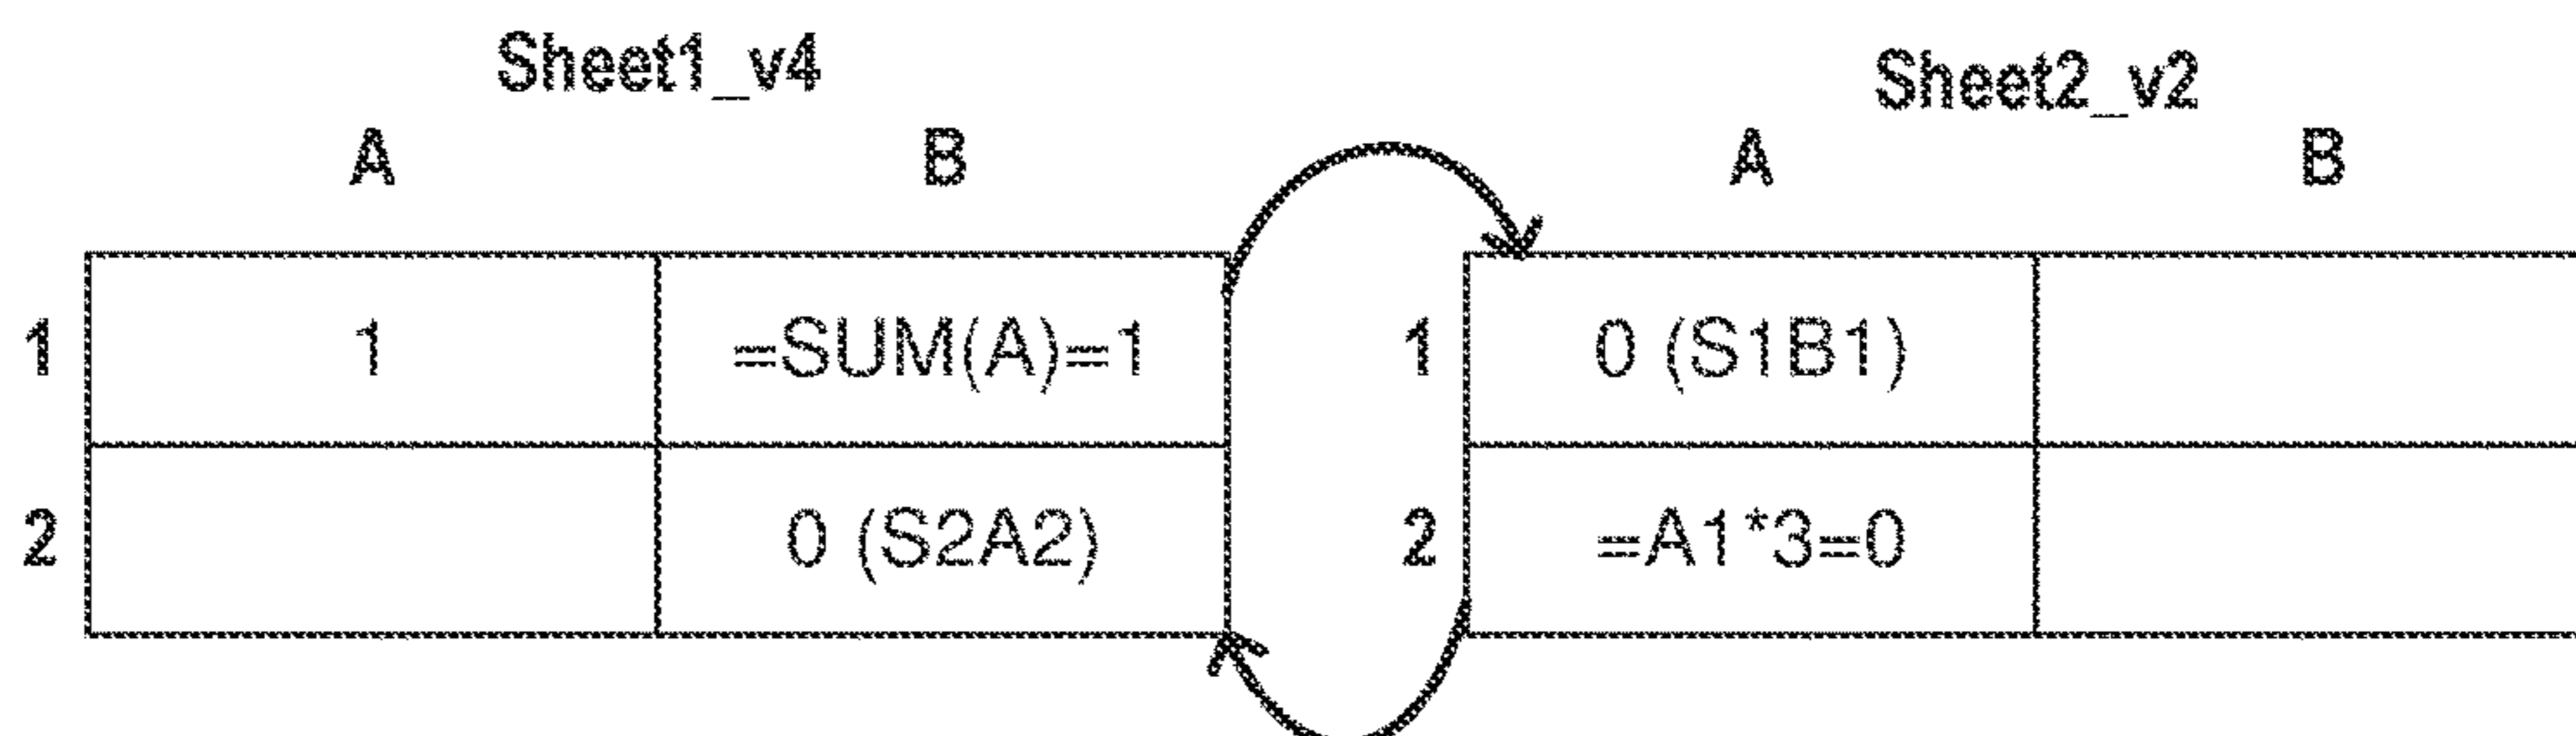 Sheet1_v4 Sheet2_v2
A B A B
1 1 =SUM(A)=1 1 0 (S1B1)
2 0 (S2A2) 2 =A1*3=0